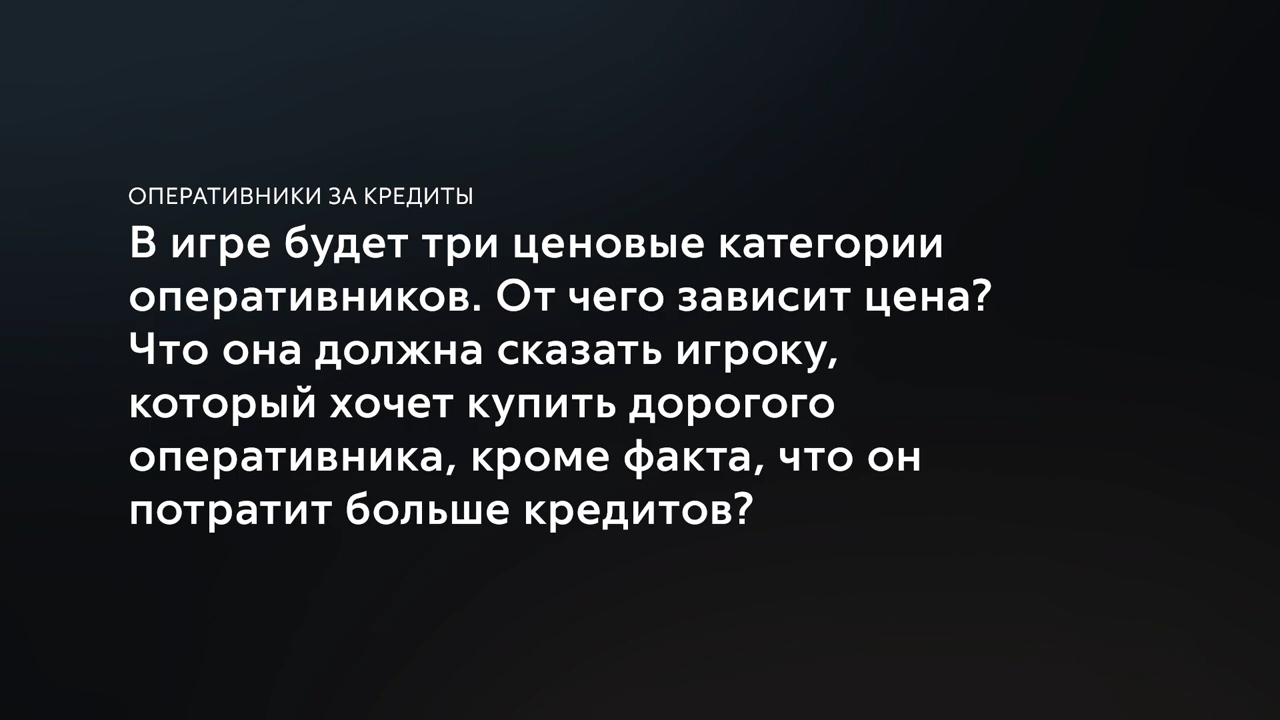 ОПЕРАТИВНИКИ ЗА КРЕДИТЫ
В игре будет три ценовые категории
оперативников. От чего зависит цена?
Что она должна сказать игроку,
который хочет купить дорогого
оперативника, кроме факта, что он
потратит больше кредитов?